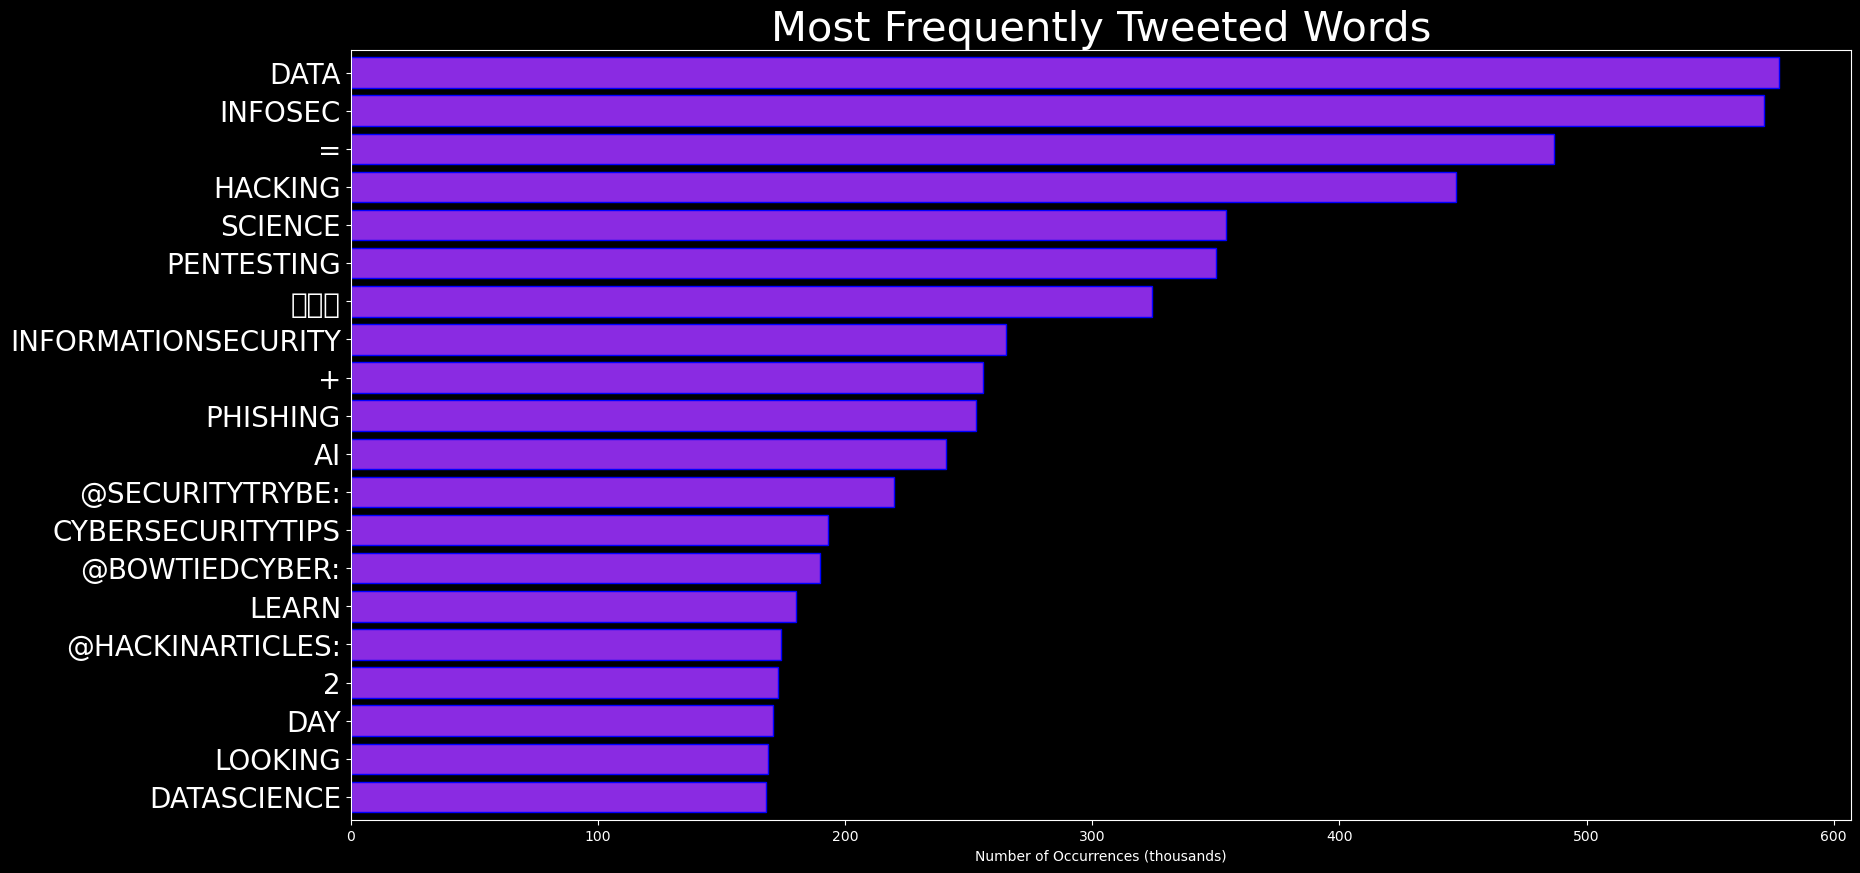 Most Frequently Tweeted Words
DATA
INFOSEC
=
HACKING
SCIENCE
PENTESTING
INFORMATIONSECURITY
+
PHISHING
AI
@SECURITYTRYBE:
CYBERSECURITYTIPS
@BOWTIEDCYBER:
LEARN
@HACKINARTICLES:
2
DAY
LOOKING
DATASCIENCE
0 100 200 300 400 500 600
Number of Occurrences (thousands)